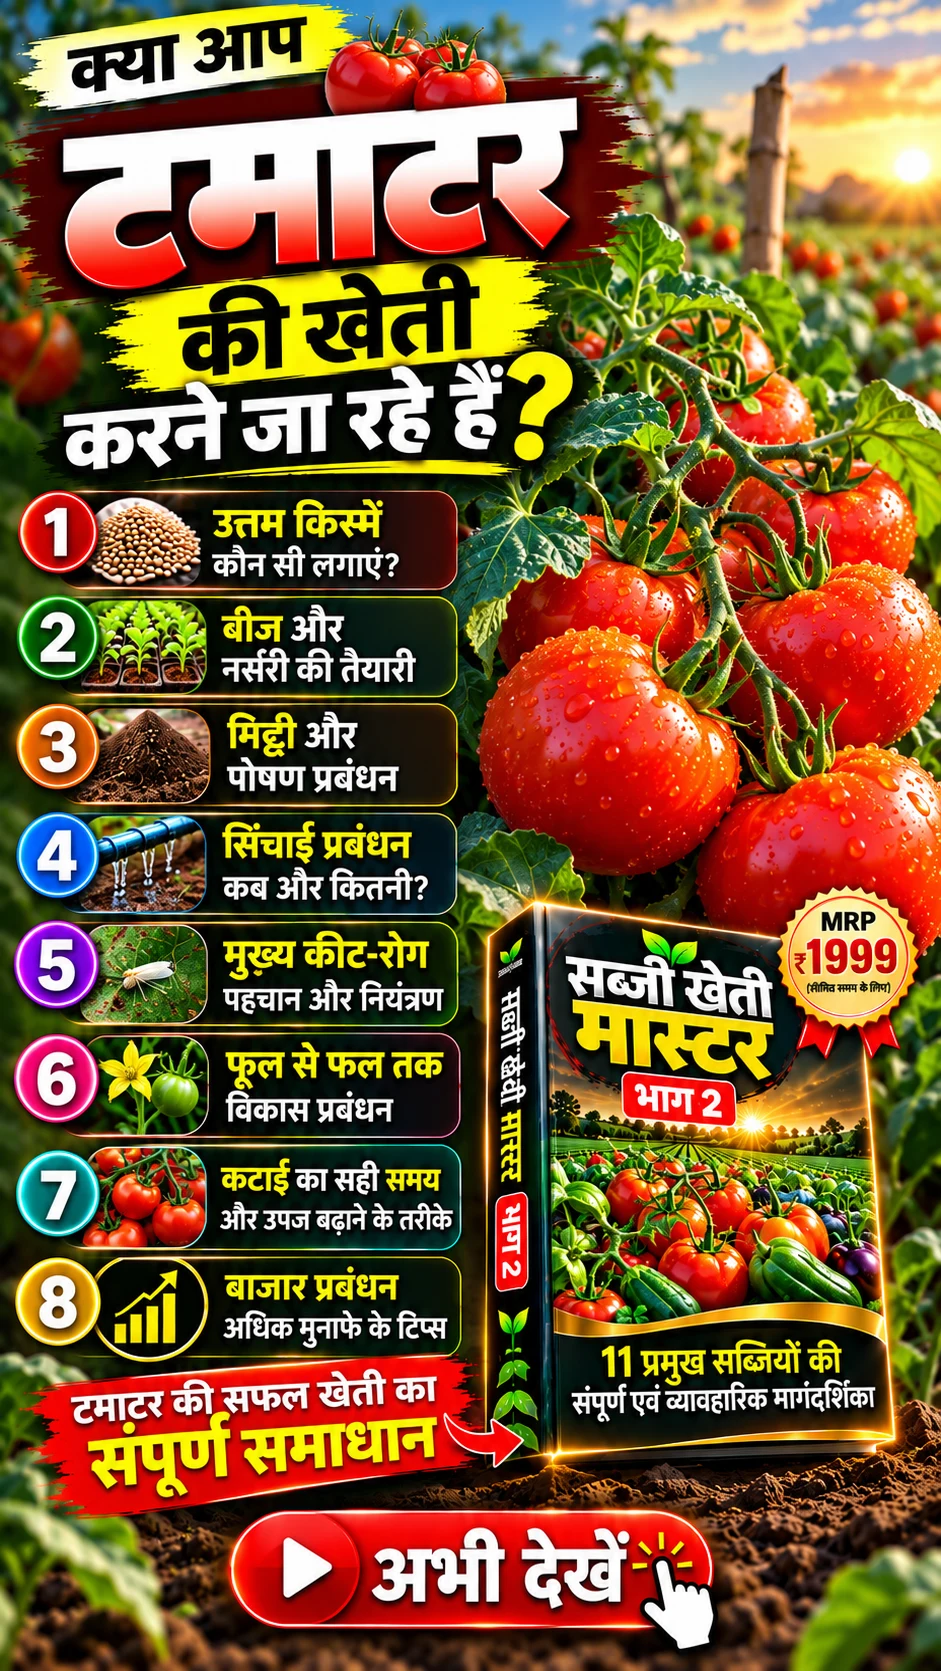 क्या आप
टमाटर
की खेती
करने जा रहे हैं?
1
उत्तम किस्में
कौन सी लगाएं?
2
बीज और
नर्सरी की तैयारी
3
मिट्टी और
पोषण प्रबंधन
4
सिंचाई प्रबंधन
कब और कितनी?
5
मुख़्य कीट-रोग
पहचान और नियंत्रण
6
फूल से फल तक
विकास प्रबंधन
7
कटाई का सही समय
और उपज बढ़ाने के तरीके
8
बाजार प्रबंधन
अधिक मुनाफे के टिप्स
टमाटर की सफल खेती का
संपूर्ण समाधान
MRP
₹1999
सब्जी खेती
मास्टर
भाग 2
मास्टर
भाग 2
11 प्रमुख सब्जियों की
संपूर्ण एवं व्यावहारिक मार्गदर्शिका
अभी देखें